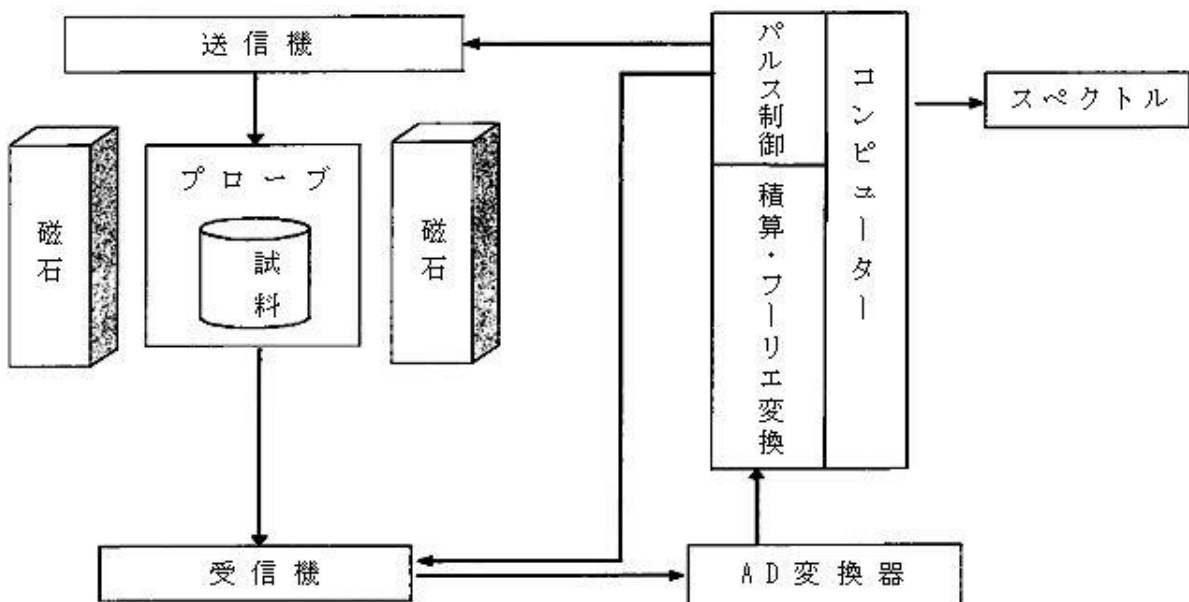 送信機
パルス制御
コンピューター
スペクトル
磁石
プローブ
試料
磁石
積算・フーリエ変換
受信機
AD変換器